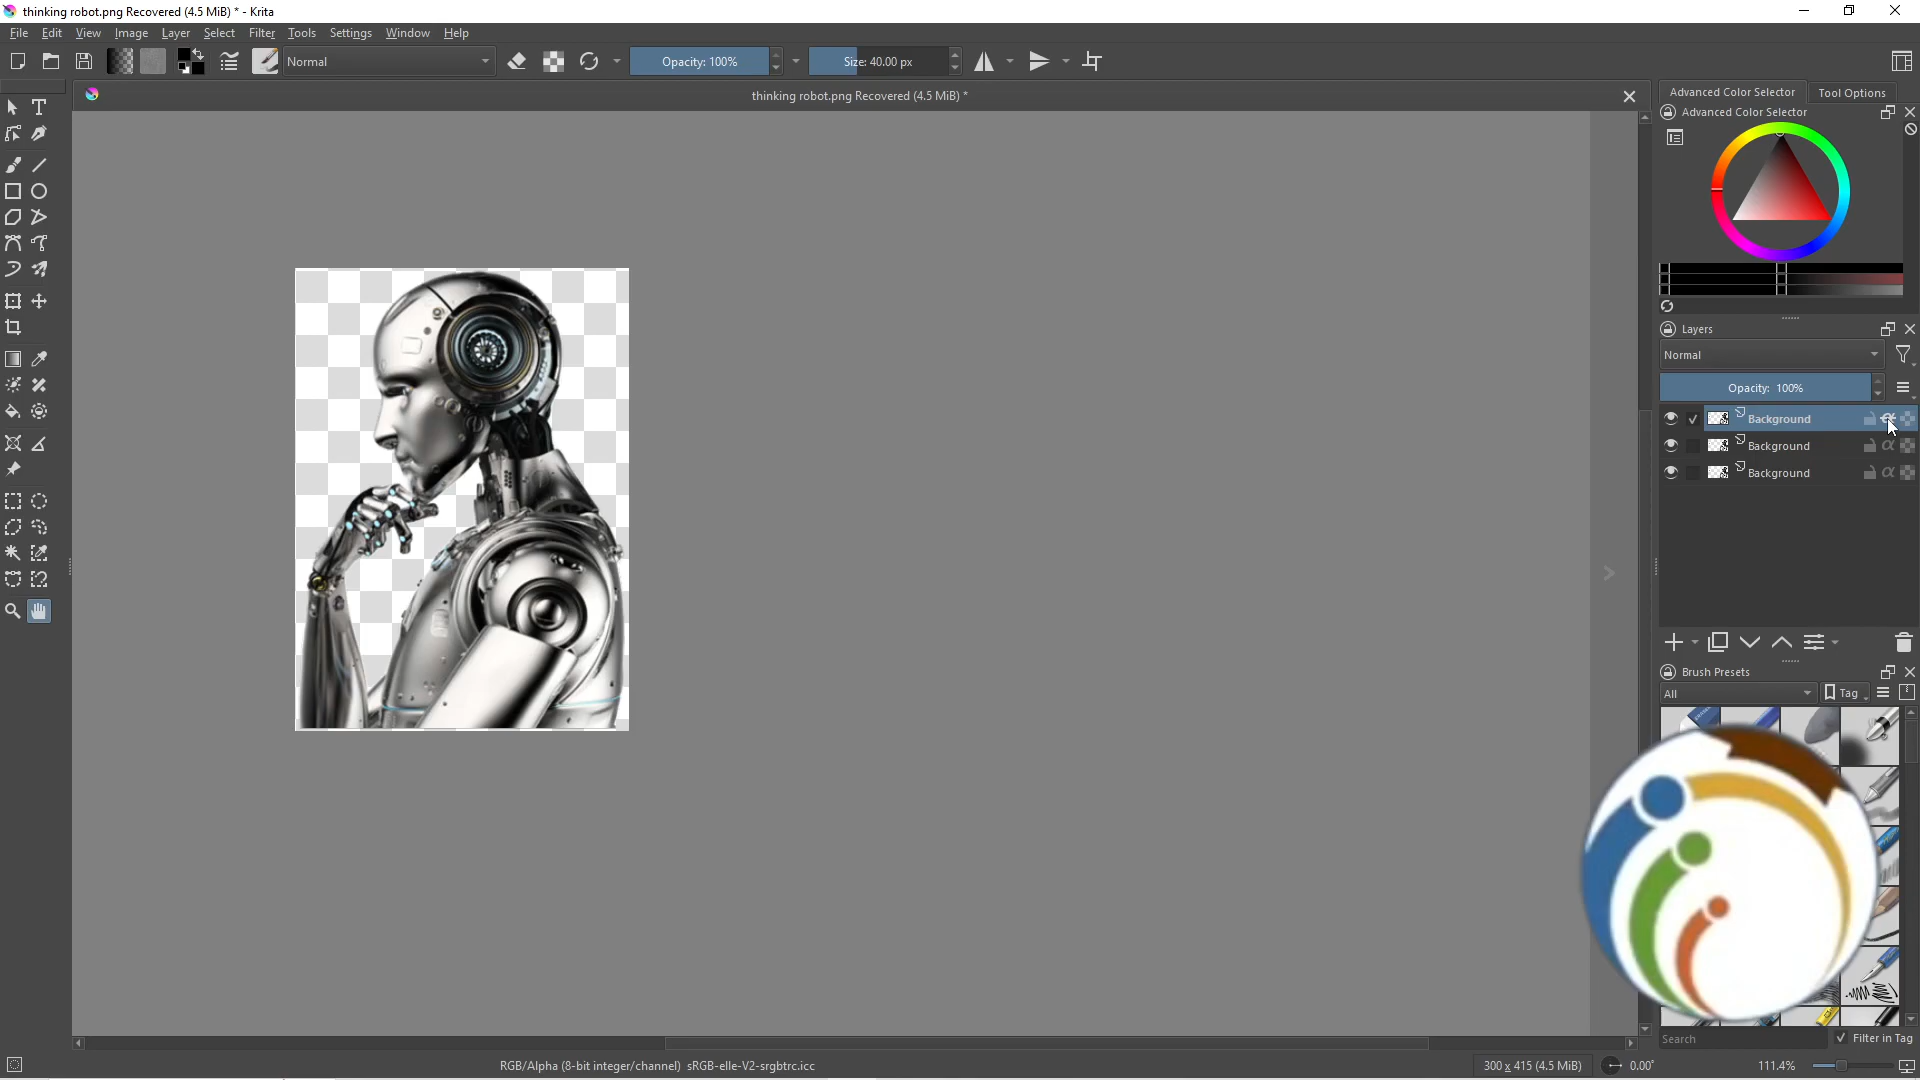 thinking robot.png Recovered (4.5 MiB) * - Krita
File Edit View Image Layer Select Filter Tools Settings Window Help
Normal
Opacity: 100%
Size: 40.00 px
thinking robot.png Recovered (4.5 MiB) *
Advanced Color Selector
Tool Options
Advanced Color Selector
Layers
Normal
Opacity: 100%
Background
Background
Background
Brush Presets
All
Tag
Search
Filter in Tag
RGB/Alpha (8-bit integer/channel) sRGB-elle-V2-srgbtrc.icc
300 x 415 (4.5 MiB)
0.00°
111.4%